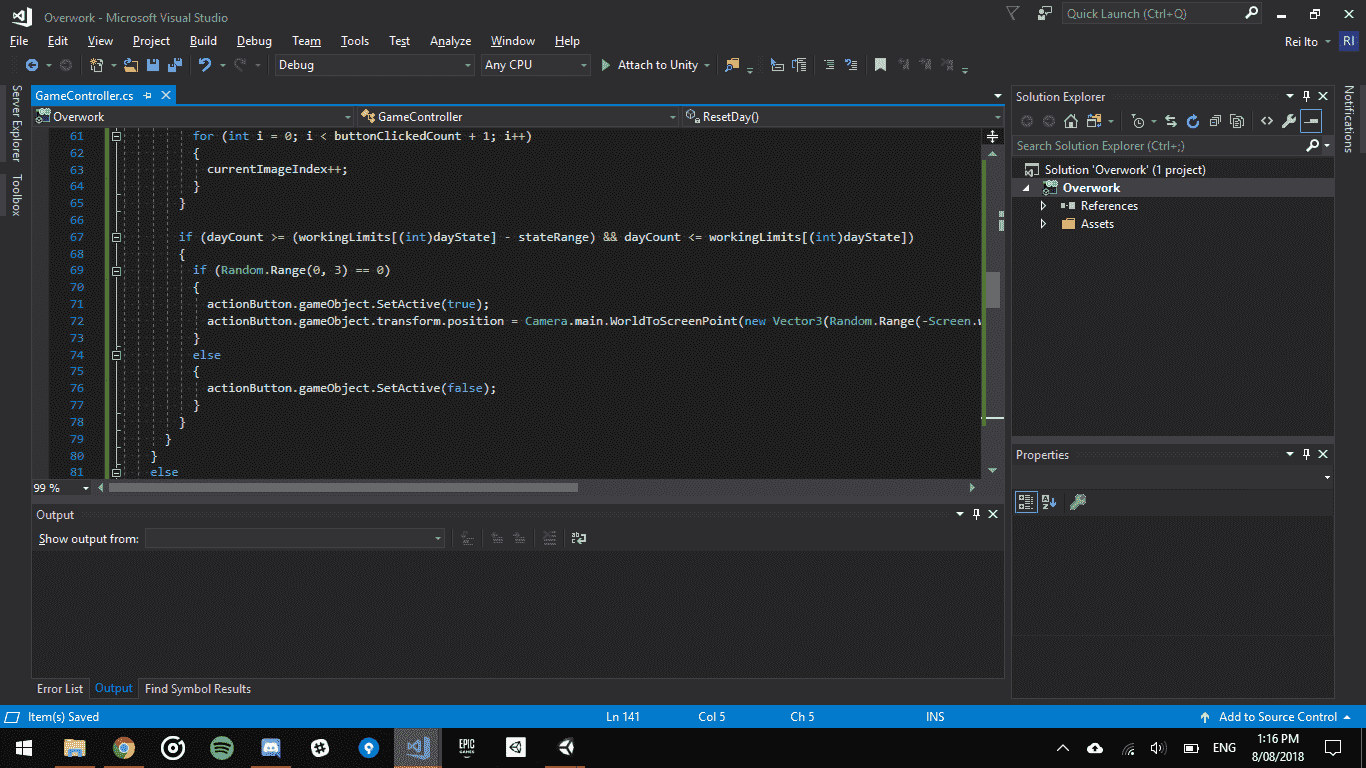 Overwork - Microsoft Visual Studio
Quick Launch (Ctrl+Q)
File Edit View Project Build Debug Team Tools Test Analyze Window Help
Rei Ito RI
Debug Any CPU Attach to Unity
Server Explorer
Toolbox
GameController.cs
Overwork GameController ResetDay()
61 for (int i = 0; i < buttonClickedCount + 1; i++)
62 {
63 currentImageIndex++;
64 }
65 }
66
67 if (dayCount >= (workingLimits[(int)dayState] - stateRange) && dayCount <= workingLimits[(int)dayState])
68 {
69 if (Random.Range(0, 3) == 0)
70 {
71 actionButton.gameObject.SetActive(true);
72 actionButton.gameObject.transform.position = Camera.main.WorldToScreenPoint(new Vector3(Random.Range(-Screen.
73 }
74 else
75 {
76 actionButton.gameObject.SetActive(false);
77 }
78 }
79 }
80 }
81 else
99 %
Output
Show output from:
Error List Output Find Symbol Results
Solution Explorer
Search Solution Explorer (Ctrl+;)
Solution 'Overwork' (1 project)
Overwork
References
Assets
Properties
Notifications
Item(s) Saved Ln 141 Col 5 Ch 5 INS Add to Source Control
EPIC GAMES
ENG
1:16 PM
8/08/2018